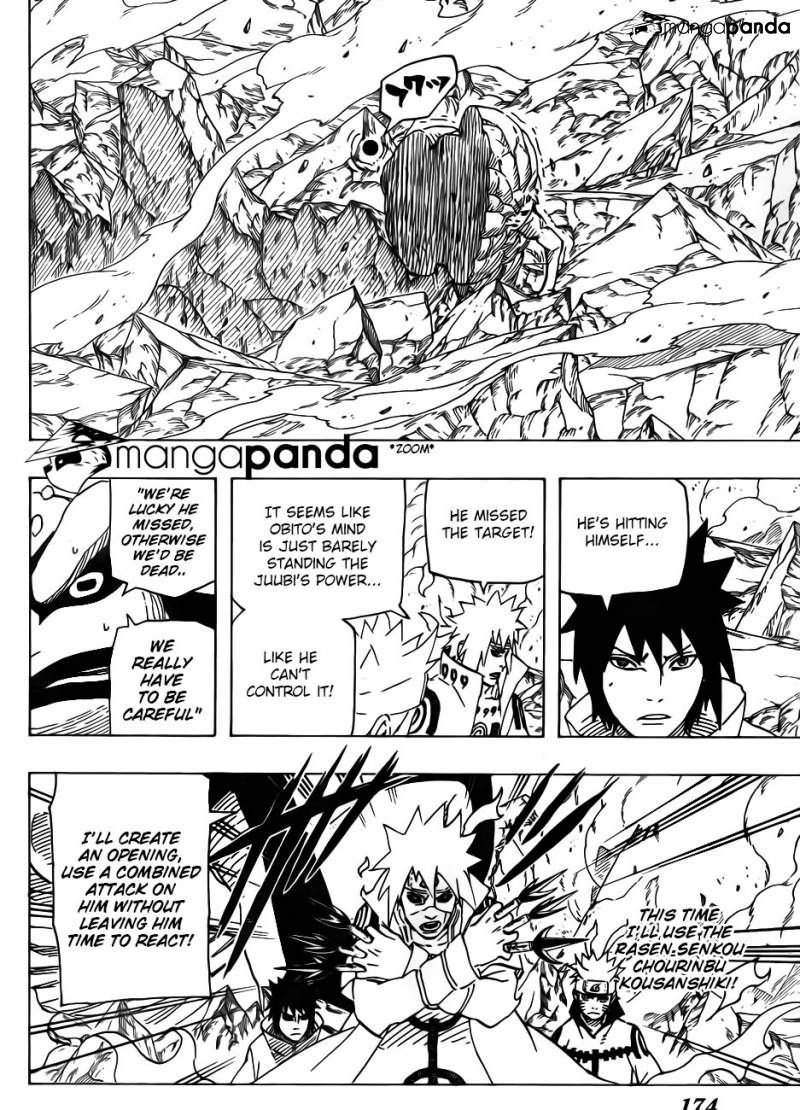 mangapanda
マクッ
mangapanda
*ZOOM*
HE'S HITTING
HIMSELF...
HE MISSED
THE TARGET!
IT SEEMS LIKE
OBITO'S MIND
IS JUST BARELY
STANDING THE
JUUBI'S POWER...
LIKE HE
CAN'T
CONTROL IT!
"WE'RE
LUCKY HE
MISSED,
OTHERWISE
WE'D BE
DEAD..
WE
REALLY
HAVE
TO BE
CAREFUL"
THIS TIME
I'LL USE THE
RASEN SENKOU
CHOURINBU
KOUSANSHIKI!
I'LL CREATE
AN OPENING,
USE A COMBINED
ATTACK ON
HIM WITHOUT
LEAVING HIM
TIME TO REACT!
174